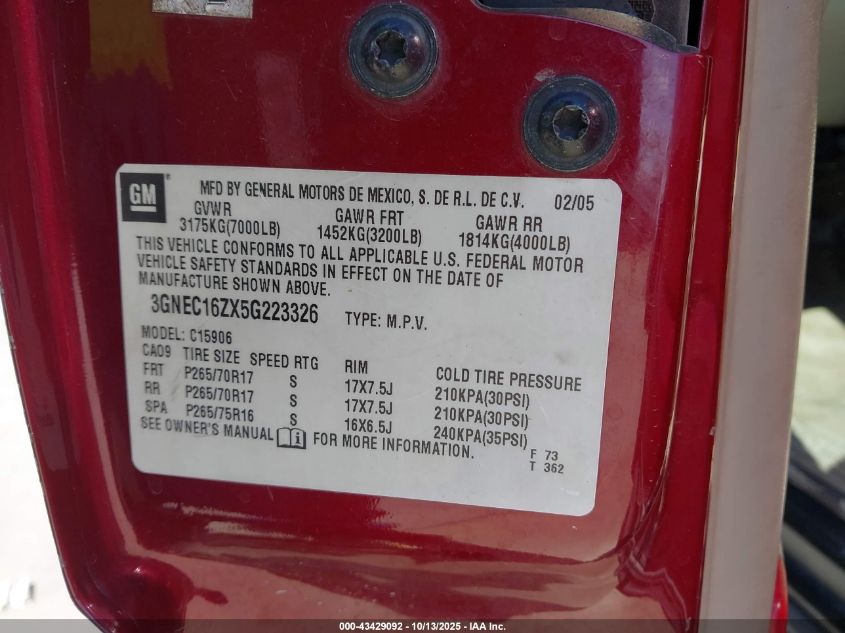 GM
MFD BY GENERAL MOTORS DE MEXICO, S. DE R.L. DE C.V. 02/05
GVWR GAWR FRT GAWR RR
3175KG(7000LB) 1452KG(3200LB) 1814KG(4000LB)
THIS VEHICLE CONFORMS TO ALL APPLICABLE U.S. FEDERAL MOTOR
VEHICLE SAFETY STANDARDS IN EFFECT ON THE DATE OF
MANUFACTURE SHOWN ABOVE.
3GNEC16ZX5G223326 TYPE: M.P.V.
MODEL: C15906
CA09 TIRE SIZE SPEED RTG RIM COLD TIRE PRESSURE
FRT P265/70R17 S 17X7.5J 210KPA(30PSI)
RR P265/70R17 S 17X7.5J 210KPA(30PSI)
SPA P265/75R16 S 16X6.5J 240KPA(35PSI)
SEE OWNER'S MANUAL FOR MORE INFORMATION.
F 73
T 362
000-43429092 - 10/13/2025 - IAA Inc.